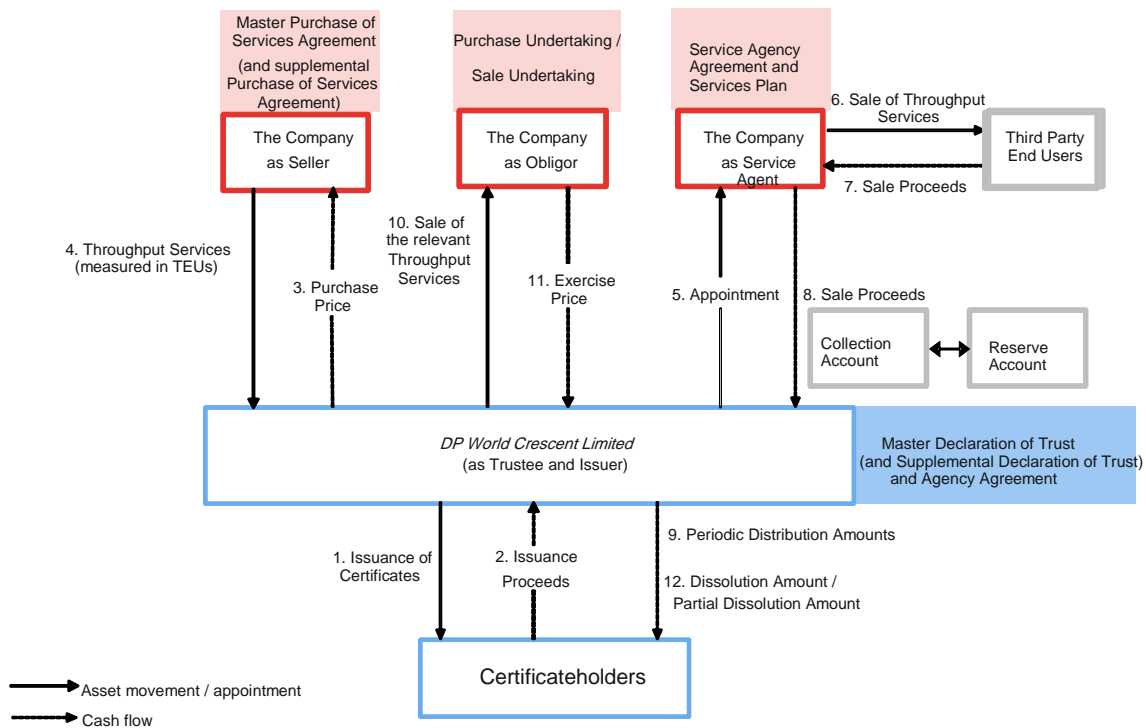 Master Purchase of
Services Agreement
(and supplemental
Purchase of Services
Agreement)
Purchase Undertaking /
Sale Undertaking
Service Agency
Agreement and
Services Plan
The Company
as Seller
The Company
as Obligor
The Company
as Service
Agent
6. Sale of Throughput
Services
Third Party
End Users
7. Sale Proceeds
4. Throughput Services
(measured in TEUs)
3. Purchase
Price
10. Sale of
the relevant
Throughput
Services
11. Exercise
Price
5. Appointment
8. Sale Proceeds
Collection
Account
Reserve
Account
DP World Crescent Limited
(as Trustee and Issuer)
Master Declaration of Trust
(and Supplemental Declaration of Trust)
and Agency Agreement
1. Issuance of
Certificates
2. Issuance
Proceeds
9. Periodic Distribution Amounts
12. Dissolution Amount /
Partial Dissolution Amount
Certificateholders
Asset movement / appointment
Cash flow